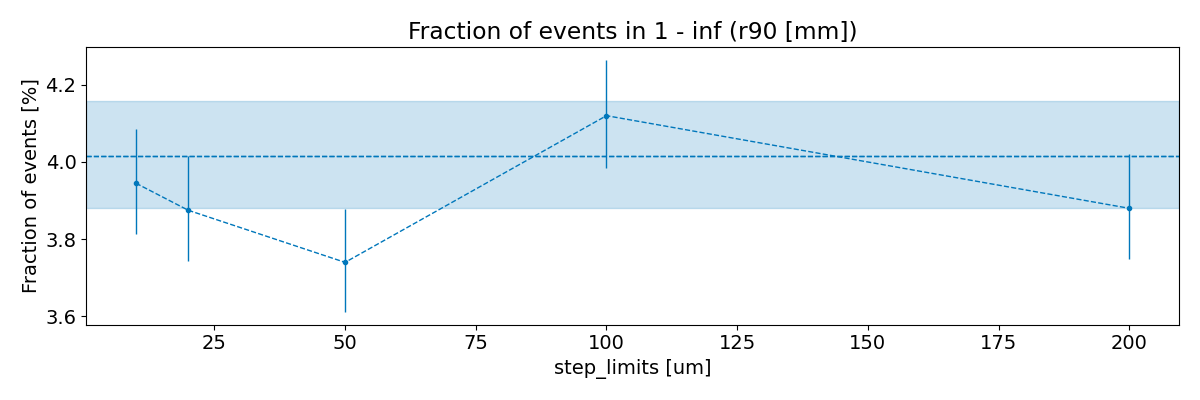 Fraction of events in 1 - inf (r90 [mm])
Fraction of events [%]
4.2
4.0
3.8
3.6
25 50 75 100 125 150 175 200
step_limits [um]